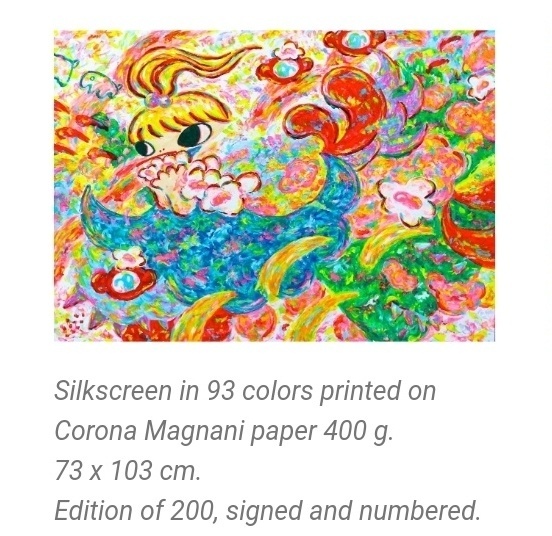 Silkscreen in 93 colors printed on
Corona Magnani paper 400 g.
73 x 103 cm.
Edition of 200, signed and numbered.